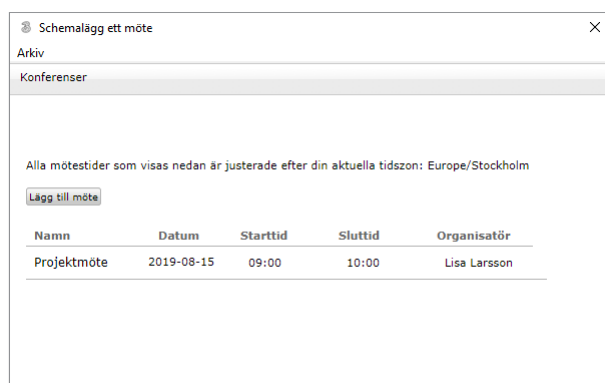 Schemalägg ett möte
Arkiv
Konferenser
Alla mötestider som visas nedan är justerade efter din aktuella tidszon: Europe/Stockholm
Lägg till möte
Namn Datum Starttid Sluttid Organisatör
Projektmöte 2019-08-15 09:00 10:00 Lisa Larsson